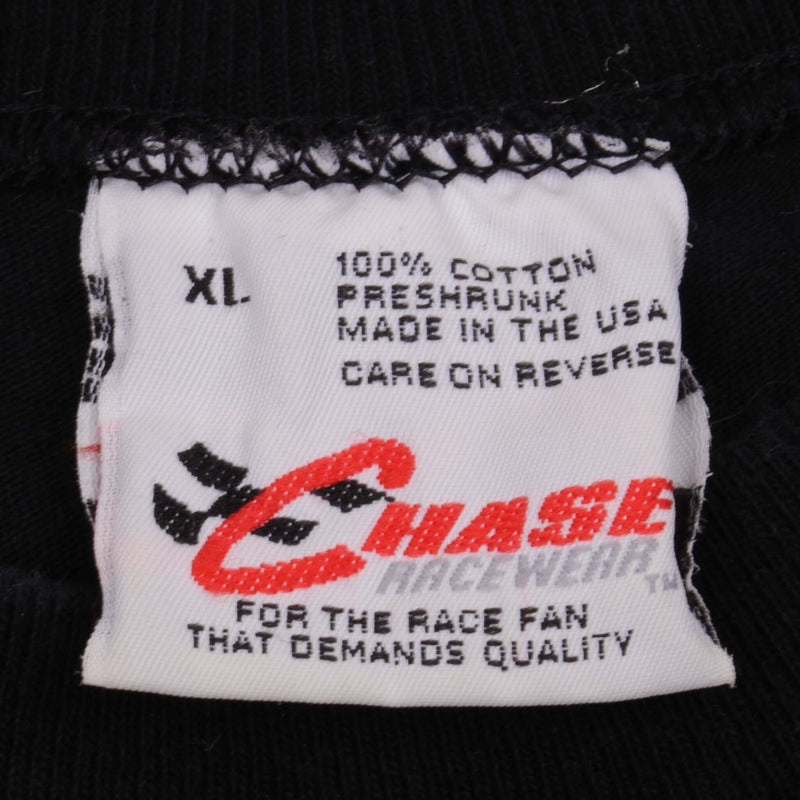 XL
100% COTTON
PRESHRUNK
MADE IN THE USA
CARE ON REVERSE
CHASE
RACEWEAR TM
FOR THE RACE FAN
THAT DEMANDS QUALITY